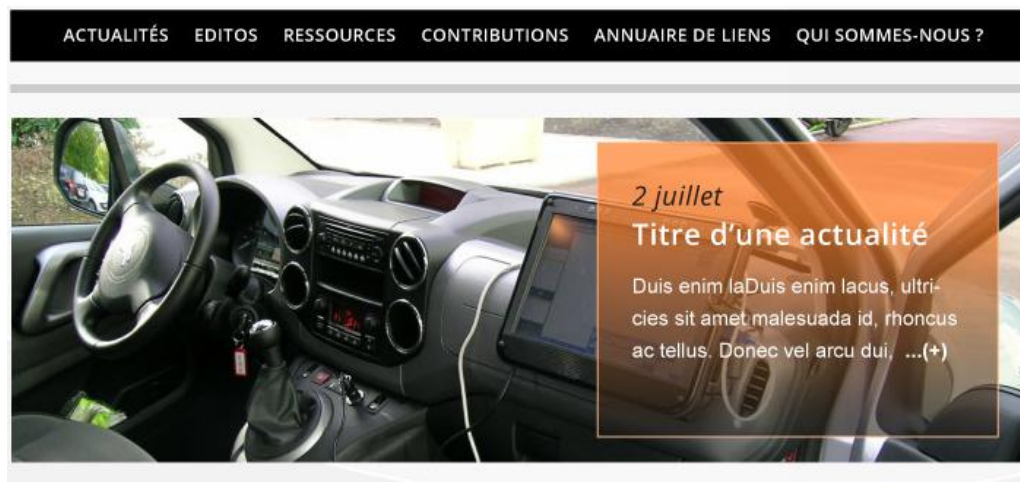 ACTUALITÉS EDITOS RESSOURCES CONTRIBUTIONS ANNUAIRE DE LIENS QUI SOMMES-NOUS ?
2 juillet
Titre d'une actualité
Duis enim laDuis enim lacus, ultri-
cies sit amet malesuada id, rhoncus
ac tellus. Donec vel arcu dui, ...(+)